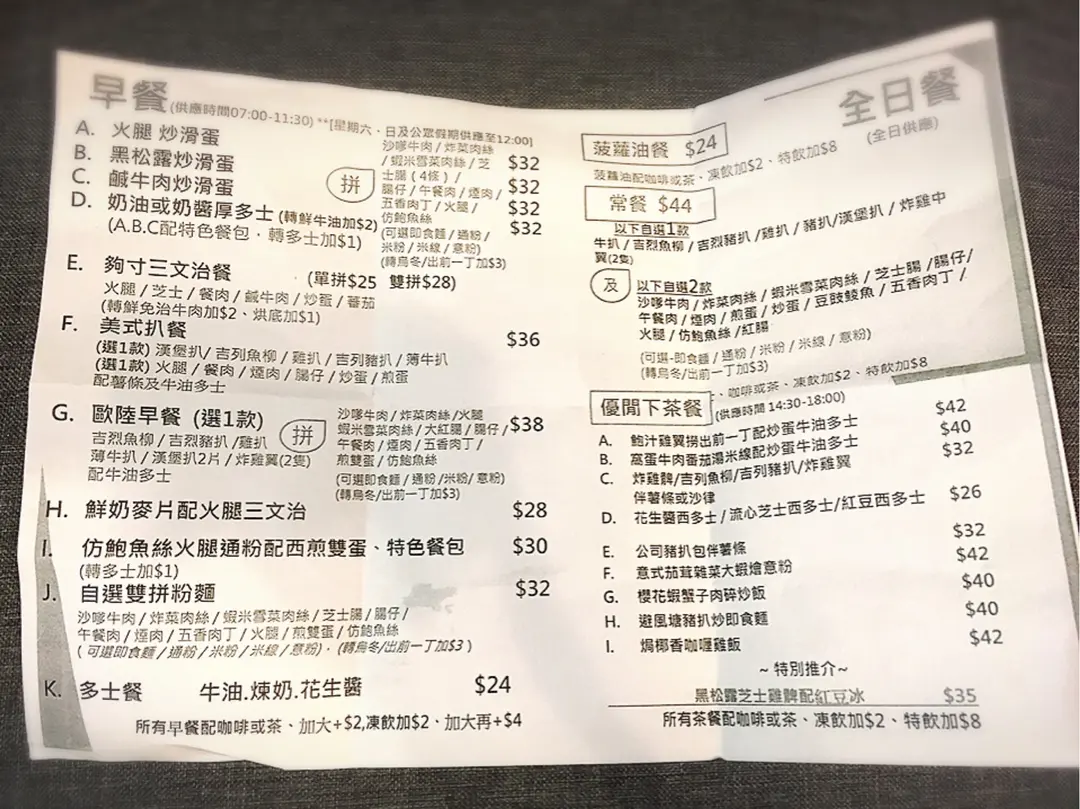 早餐(供應時間07:00-11:30) **[星期六、日及公眾假期供應至12:00]
A. 火腿 炒滑蛋
B. 黑松露炒滑蛋
C. 鹹牛肉炒滑蛋
D. 奶油或奶醬厚多士 (轉鮮牛油加$2)
(A.B.C配特色餐包，轉多士加$1)
拼
沙嗲牛肉 / 炸菜肉絲
/ 蝦米雪菜肉絲 / 芝
士腸 ( 4條 ) /
腸仔 / 午餐肉 / 煙肉 /
五香肉丁 / 火腿 /
仿鮑魚絲
(可選即食麵 / 通粉 /
米粉 / 米線 / 意粉)
(轉烏冬/出前一丁加$3)
$32
$32
$32
$32
E. 夠寸三文治餐 (單拼$25 雙拼$28)
火腿 / 芝士 / 餐肉 / 鹹牛肉 / 炒蛋 / 蕃茄
(轉鮮免治牛肉加$2、烘底加$1)
F. 美式扒餐 $36
(選1款) 漢堡扒/ 吉列魚柳 / 雞扒 / 吉列豬扒 / 薄牛扒
(選1款) 火腿 / 餐肉 / 煙肉 / 腸仔 / 炒蛋 / 煎蛋
配薯條及牛油多士
G. 歐陸早餐 (選1款) $38
吉烈魚柳 / 吉烈豬扒 /雞扒
薄牛扒 / 漢堡扒2片 / 炸雞翼(2隻)
配牛油多士
拼
沙嗲牛肉 / 炸菜肉絲 /火腿
蝦米雪菜肉絲 / 大紅腸 / 腸仔 /
午餐肉 / 煙肉 / 五香肉丁 /
煎雙蛋 / 仿鮑魚絲
(可選即食麵 / 通粉 /米粉 / 意粉)
(轉烏冬/出前一丁加$3)
H. 鮮奶麥片配火腿三文治 $28
I. 仿鮑魚絲火腿通粉配西煎雙蛋、特色餐包 $30
(轉多士加$1)
J. 自選雙拼粉麵 $32
沙嗲牛肉 / 炸菜肉絲 / 蝦米雪菜肉絲 / 芝士腸 / 腸仔 /
午餐肉 / 煙肉 / 五香肉丁 / 火腿 / 煎雙蛋 / 仿鮑魚絲
( 可選即食麵 / 通粉 / 米粉 / 米線 / 意粉)，(轉烏冬/出前一丁加$3 )
K. 多士餐 牛油.煉奶.花生醬 $24
所有早餐配咖啡或茶、加大+$2,凍飲加$2、加大再+$4
全日餐
(全日供應)
菠蘿油餐 $24
菠蘿油配咖啡或茶、凍飲加$2、特飲加$8
常餐 $44
以下自選1款
牛扒 / 吉烈魚柳 / 吉烈豬扒 /雞扒 / 豬扒/漢堡扒 / 炸雞中
翼(2隻)
及
以下自選2款
沙嗲牛肉 / 炸菜肉絲 / 蝦米雪菜肉絲 / 芝士腸 /腸仔/
午餐肉 / 煙肉 / 煎蛋 / 炒蛋 / 豆豉鯪魚 / 五香肉丁 /
火腿 / 仿鮑魚絲 /紅腸
(可選-即食麵 / 通粉 / 米粉 / 米線 / 意粉)
(轉烏冬/出前一丁加$3)
咖啡或茶、凍飲加$2、特飲加$8
優閒下茶餐 (供應時間 14:30-18:00)
A. 鮑汁雞翼撈出前一丁配炒蛋牛油多士 $42
B. 窩蛋牛肉蕃茄湯米線配炒蛋牛油多士 $40
C. 炸雞髀/吉列魚柳/吉列豬扒/炸雞翼 $32
伴薯條或沙律
D. 花生醬西多士 / 流心芝士西多士/紅豆西多士 $26
E. 公司豬扒包伴薯條 $32
F. 意式茄茸雜菜大蝦燴意粉 $42
G. 櫻花蝦蟹子肉碎炒飯 $40
H. 避風塘豬扒炒即食麵 $40
I. 焗椰香咖喱雞飯 $42
~ 特別推介~
黑松露芝士雞髀配紅豆冰 $35
所有茶餐配咖啡或茶、凍飲加$2、特飲加$8